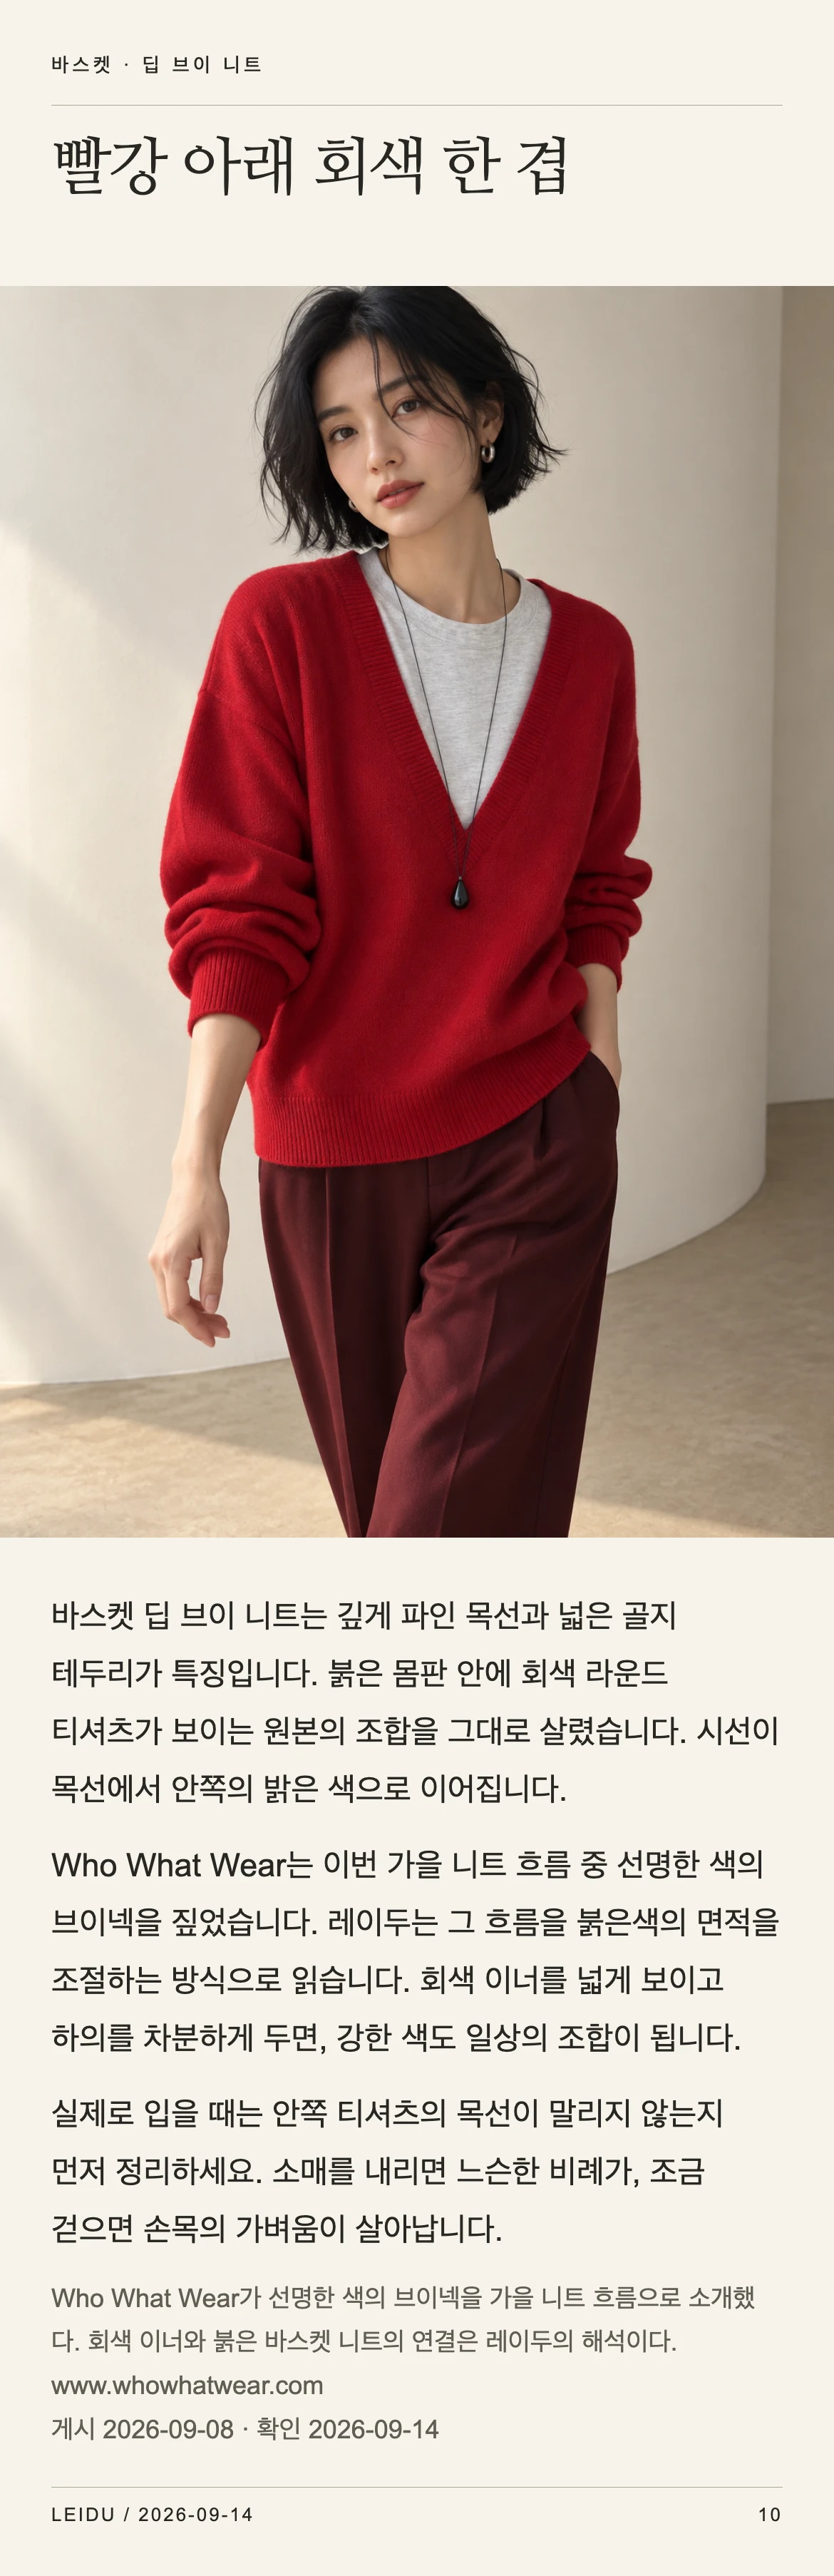 바스켓 · 딥 브이 니트
빨강 아래 회색 한 겹
바스켓 딥 브이 니트는 깊게 파인 목선과 넓은 골지
테두리가 특징입니다. 붉은 몸판 안에 회색 라운드
티셔츠가 보이는 원본의 조합을 그대로 살렸습니다. 시선이
목선에서 안쪽의 밝은 색으로 이어집니다.
Who What Wear는 이번 가을 니트 흐름 중 선명한 색의
브이넥을 짚었습니다. 레이두는 그 흐름을 붉은색의 면적을
조절하는 방식으로 읽습니다. 회색 이너를 넓게 보이고
하의를 차분하게 두면, 강한 색도 일상의 조합이 됩니다.
실제로 입을 때는 안쪽 티셔츠의 목선이 말리지 않는지
먼저 정리하세요. 소매를 내리면 느슨한 비례가, 조금
걷으면 손목의 가벼움이 살아납니다.
Who What Wear가 선명한 색의 브이넥을 가을 니트 흐름으로 소개했
다. 회색 이너와 붉은 바스켓 니트의 연결은 레이두의 해석이다.
www.whowhatwear.com
게시 2026-09-08 · 확인 2026-09-14
LEIDU / 2026-09-14
10